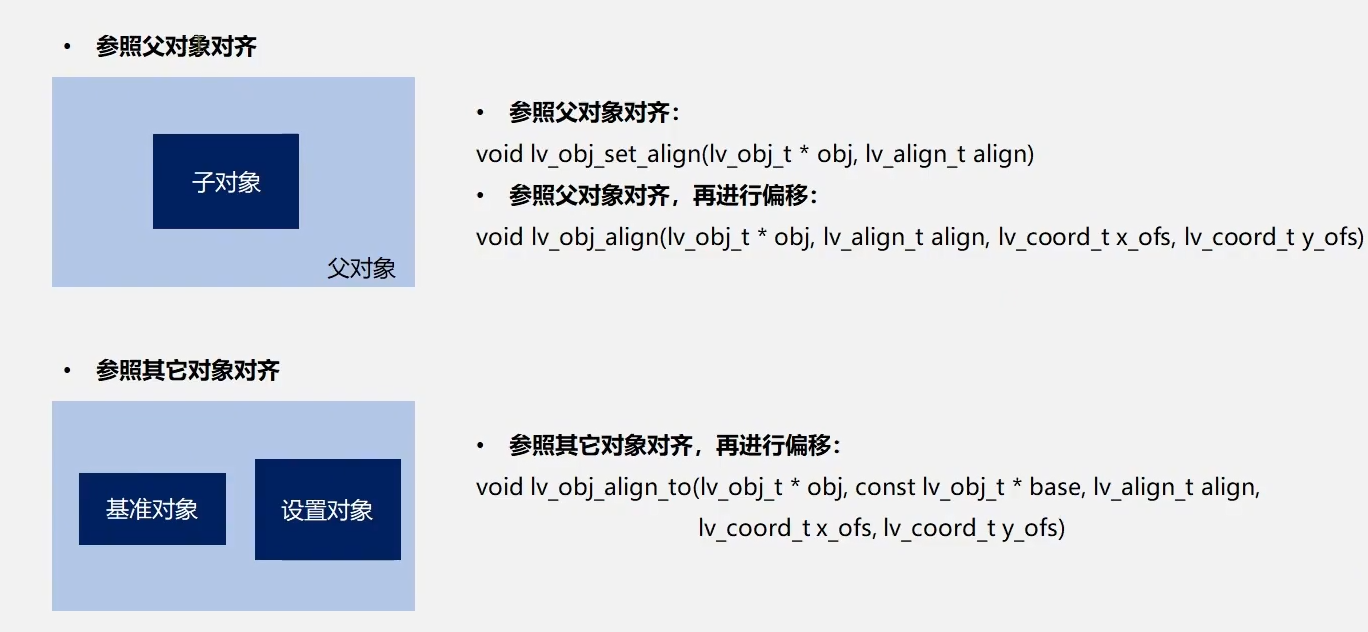 • 参照父对象对齐
子对象
父对象
• 参照父对象对齐：
void lv_obj_set_align(lv_obj_t * obj, lv_align_t align)
• 参照父对象对齐，再进行偏移：
void lv_obj_align(lv_obj_t * obj, lv_align_t align, lv_coord_t x_ofs, lv_coord_t y_ofs)
• 参照其它对象对齐
基准对象
设置对象
• 参照其它对象对齐，再进行偏移：
void lv_obj_align_to(lv_obj_t * obj, const lv_obj_t * base, lv_align_t align,
lv_coord_t x_ofs, lv_coord_t y_ofs)